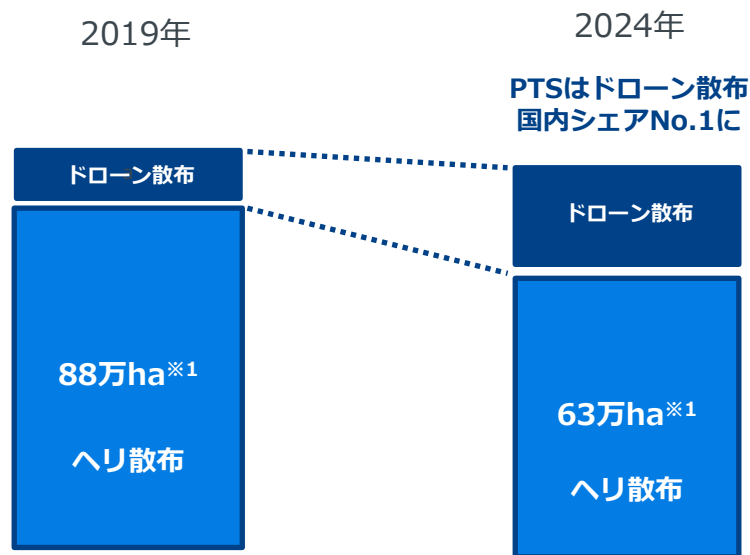 2019年
2024年
PTSはドローン散布
国内シェアNo.1に
ドローン散布
ドローン散布
88万ha※1
ヘリ散布
63万ha※1
ヘリ散布